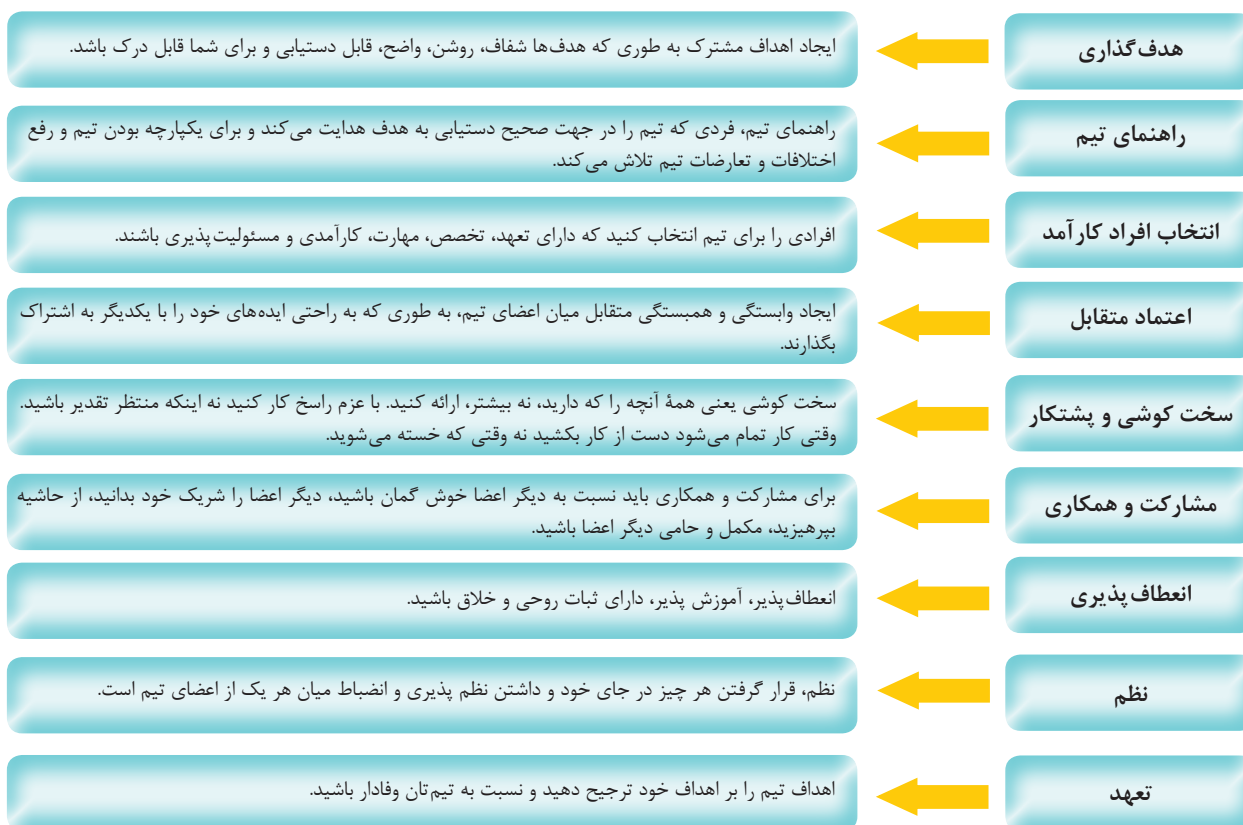 هدف‌گذاری
ایجاد اهداف مشترک به طوری که هدف‌ها شفاف، روشن، واضح، قابل دستیابی و برای شما قابل درک باشد.
راهنمای تیم
راهنمای تیم، فردی که تیم را در جهت صحیح دستیابی به هدف هدایت می‌کند و برای یکپارچه بودن تیم و رفع
اختلافات و تعارضات تیم تلاش می‌کند.
انتخاب افراد کارآمد
افرادی را برای تیم انتخاب کنید که دارای تعهد، تخصص، مهارت، کارآمدی و مسئولیت‌پذیری باشند.
اعتماد متقابل
ایجاد وابستگی و همبستگی متقابل میان اعضای تیم، به طوری که به راحتی ایده‌های خود را با یکدیگر به اشتراک
بگذارند.
سخت کوشی و پشتکار
سخت کوشی یعنی همهٔ آنچه را که دارید، نه بیشتر، ارائه کنید. با عزم راسخ کار کنید نه اینکه منتظر تقدیر باشید.
وقتی کار تمام می‌شود دست از کار بکشید نه وقتی که خسته می‌شوید.
مشارکت و همکاری
برای مشارکت و همکاری باید نسبت به دیگر اعضا خوش گمان باشید، دیگر اعضا را شریک خود بدانید، از حاشیه
بپرهیزید، مکمل و حامی دیگر اعضا باشید.
انعطاف‌پذیری
انعطاف‌پذیر، آموزش پذیر، دارای ثبات روحی و خلاق باشید.
نظم
نظم، قرار گرفتن هر چیز در جای خود و داشتن نظم پذیری و انضباط میان هر یک از اعضای تیم است.
تعهد
اهداف تیم را بر اهداف خود ترجیح دهید و نسبت به تیم‌تان وفادار باشید.